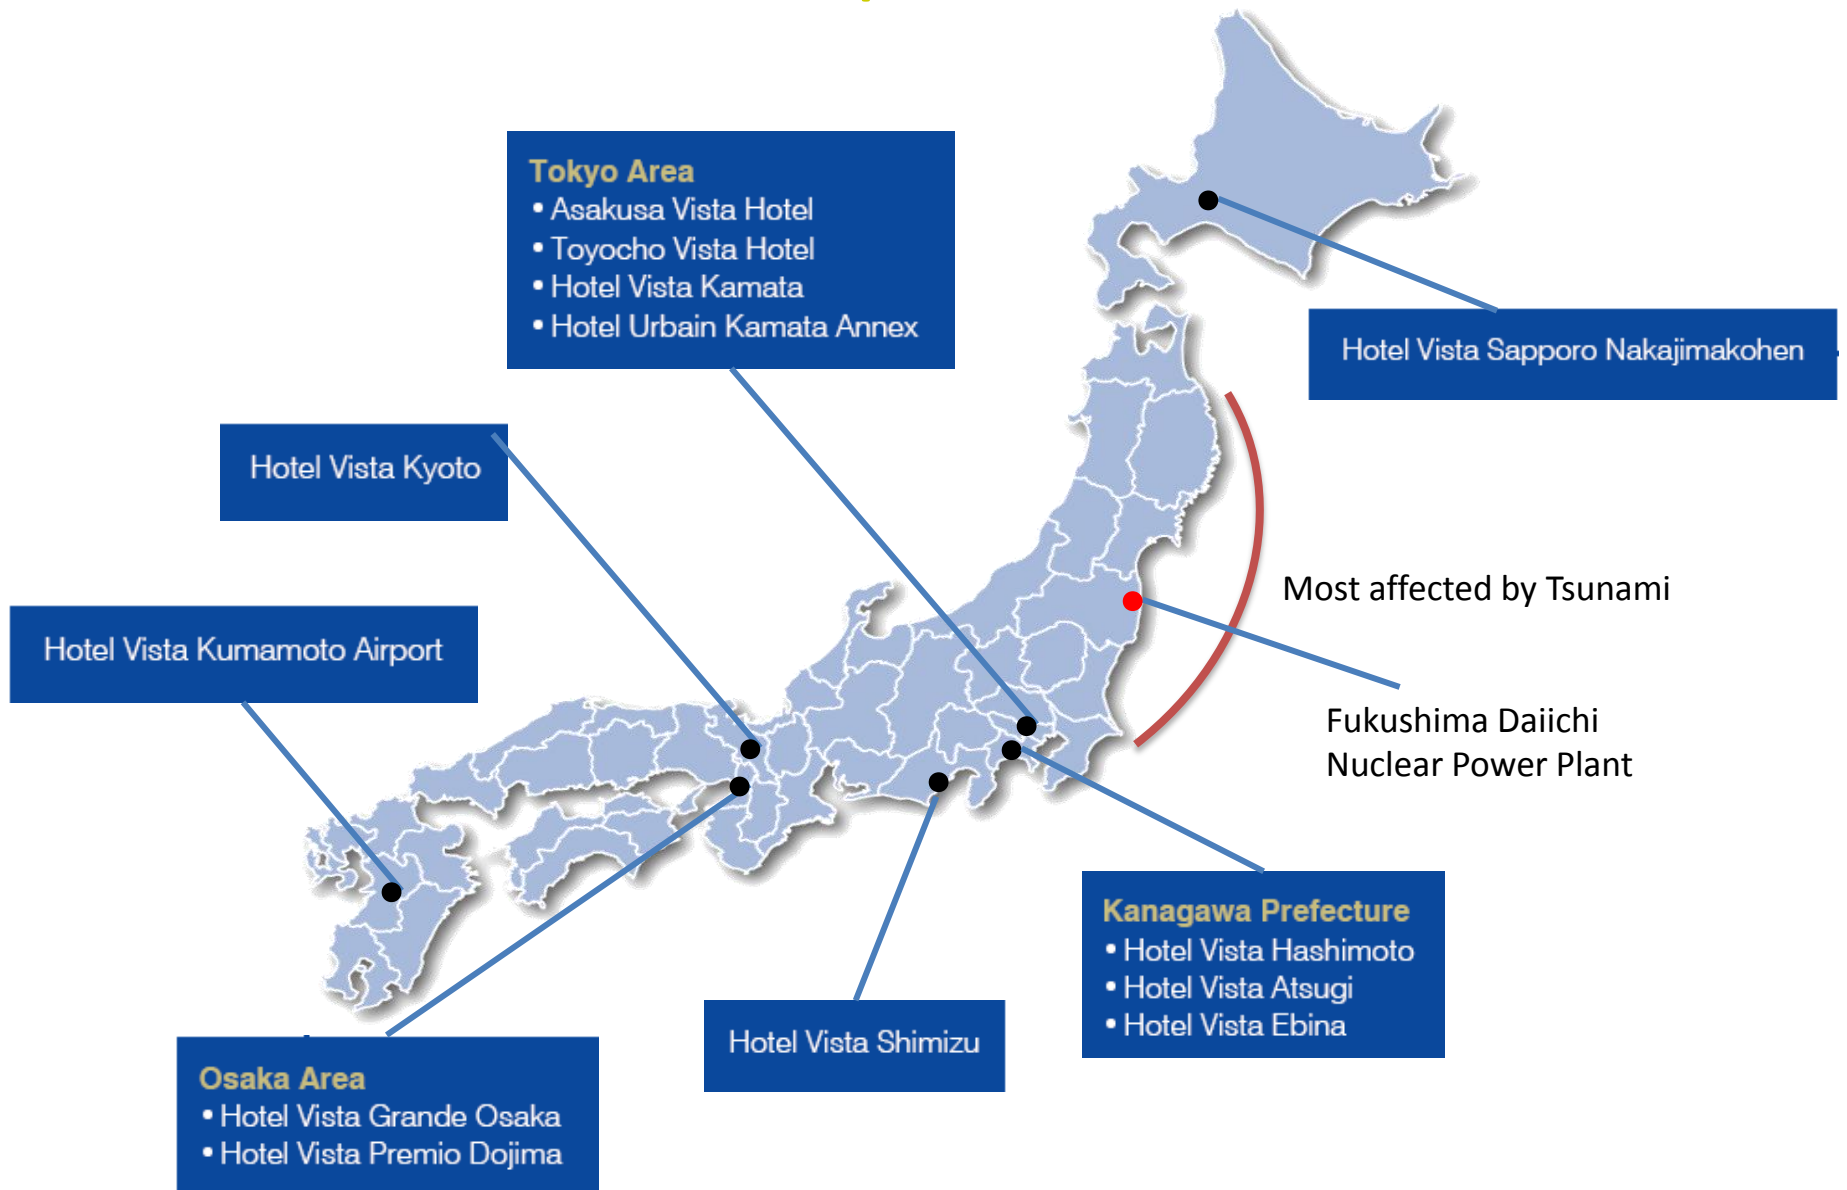 Tokyo Area
• Asakusa Vista Hotel
• Toyocho Vista Hotel
• Hotel Vista Kamata
• Hotel Urbain Kamata Annex
Hotel Vista Sapporo Nakajimakohen
Hotel Vista Kyoto
Most affected by Tsunami
Hotel Vista Kumamoto Airport
Fukushima Daiichi
Nuclear Power Plant
Kanagawa Prefecture
• Hotel Vista Hashimoto
• Hotel Vista Atsugi
• Hotel Vista Ebina
Hotel Vista Shimizu
Osaka Area
• Hotel Vista Grande Osaka
• Hotel Vista Premio Dojima